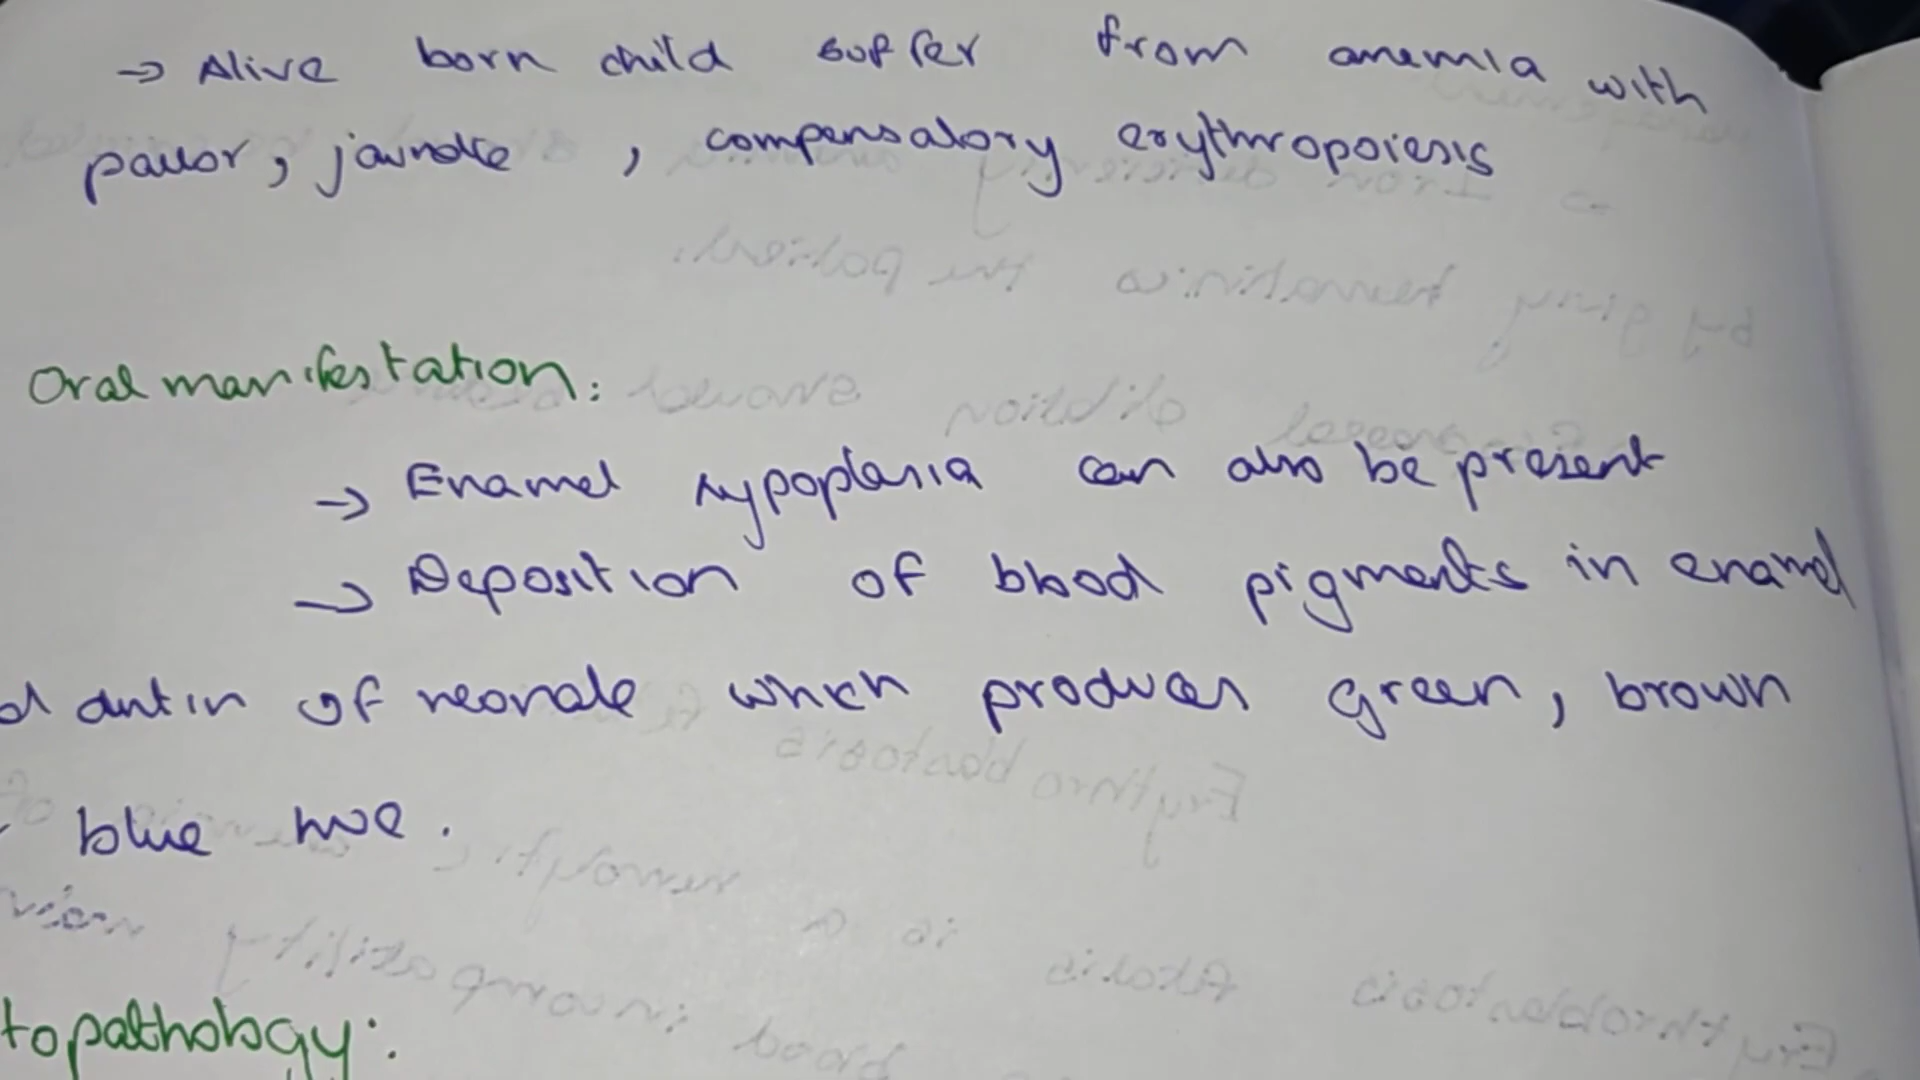 → Alive born child suffer from anemia with
pallor, jaundice, compensatory erythropoiesis
Oral manifestation:
→ Enamel hypoplasia can also be present
→ Deposition of blood pigments in enamel
d dentin of neonate which produces green, brown
blue hue.
topathology: